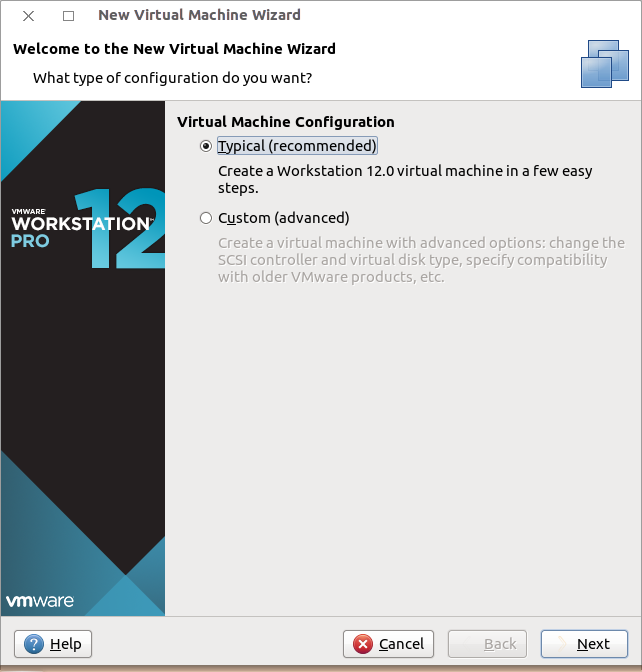 New Virtual Machine Wizard
Welcome to the New Virtual Machine Wizard
What type of configuration do you want?
VMWARE
WORKSTATION™
PRO
12
Virtual Machine Configuration
Typical (recommended)
Create a Workstation 12.0 virtual machine in a few easy
steps.
Custom (advanced)
Create a virtual machine with advanced options: change the
SCSI controller and virtual disk type, specify compatibility
with older VMware products, etc.
vmware
Help
Cancel
Back
Next